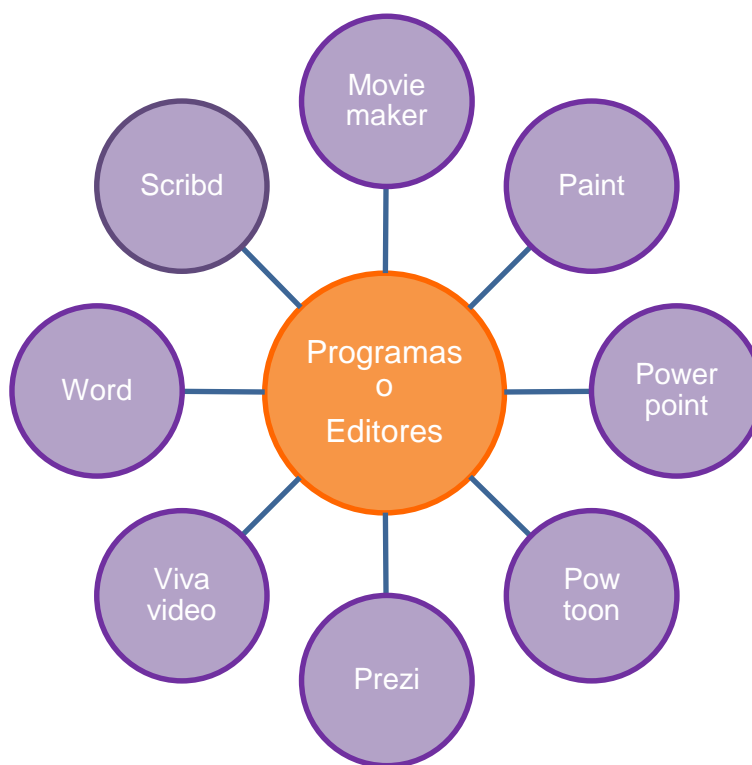 Movie
maker
Scribd
Paint
Programas
o
Editores
Word
Power
point
Viva
video
Pow
toon
Prezi